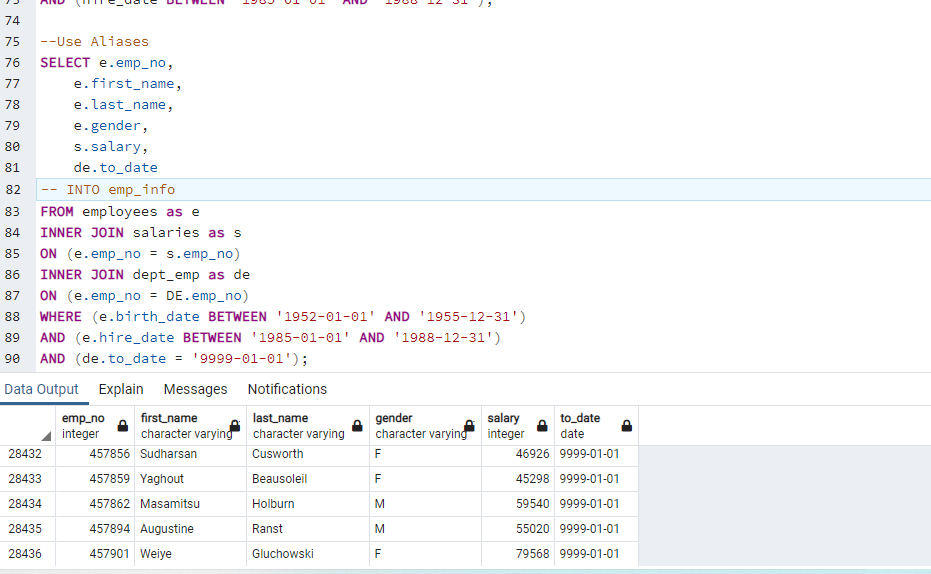 73 AND (hire_date BETWEEN '1985-01-01' AND '1988-12-31');
74
75 --Use Aliases
76 SELECT e.emp_no,
77 e.first_name,
78 e.last_name,
79 e.gender,
80 s.salary,
81 de.to_date
82 -- INTO emp_info
83 FROM employees as e
84 INNER JOIN salaries as s
85 ON (e.emp_no = s.emp_no)
86 INNER JOIN dept_emp as de
87 ON (e.emp_no = DE.emp_no)
88 WHERE (e.birth_date BETWEEN '1952-01-01' AND '1955-12-31')
89 AND (e.hire_date BETWEEN '1985-01-01' AND '1988-12-31')
90 AND (de.to_date = '9999-01-01');
Data Output Explain Messages Notifications
emp_no first_name last_name gender salary to_date
integer character varying character varying character varying integer date
28432 457856 Sudharsan Cusworth F 46926 9999-01-01
28433 457859 Yaghout Beausoleil F 45298 9999-01-01
28434 457862 Masamitsu Holburn M 59540 9999-01-01
28435 457894 Augustine Ranst M 55020 9999-01-01
28436 457901 Weiye Gluchowski F 79568 9999-01-01